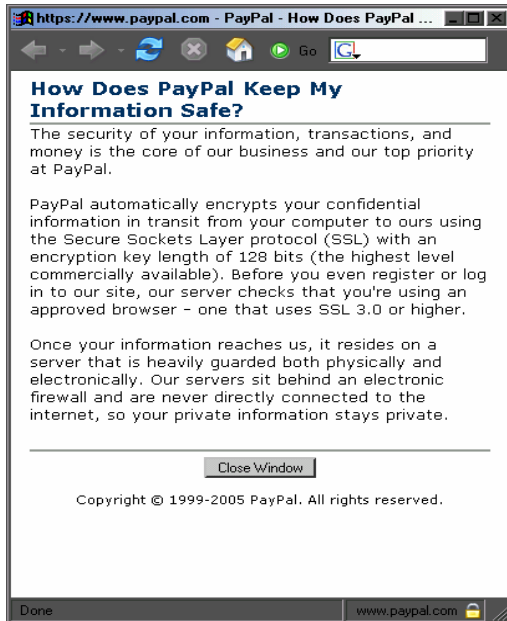 https://www.paypal.com - PayPal - How Does PayPal ...
Go G
How Does PayPal Keep My
Information Safe?
The security of your information, transactions, and
money is the core of our business and our top priority
at PayPal.
PayPal automatically encrypts your confidential
information in transit from your computer to ours using
the Secure Sockets Layer protocol (SSL) with an
encryption key length of 128 bits (the highest level
commercially available). Before you even register or log
in to our site, our server checks that you're using an
approved browser – one that uses SSL 3.0 or higher.
Once your information reaches us, it resides on a
server that is heavily guarded both physically and
electronically. Our servers sit behind an electronic
firewall and are never directly connected to the
internet, so your private information stays private.
Close Window
Copyright © 1999-2005 PayPal. All rights reserved.
Done www.paypal.com